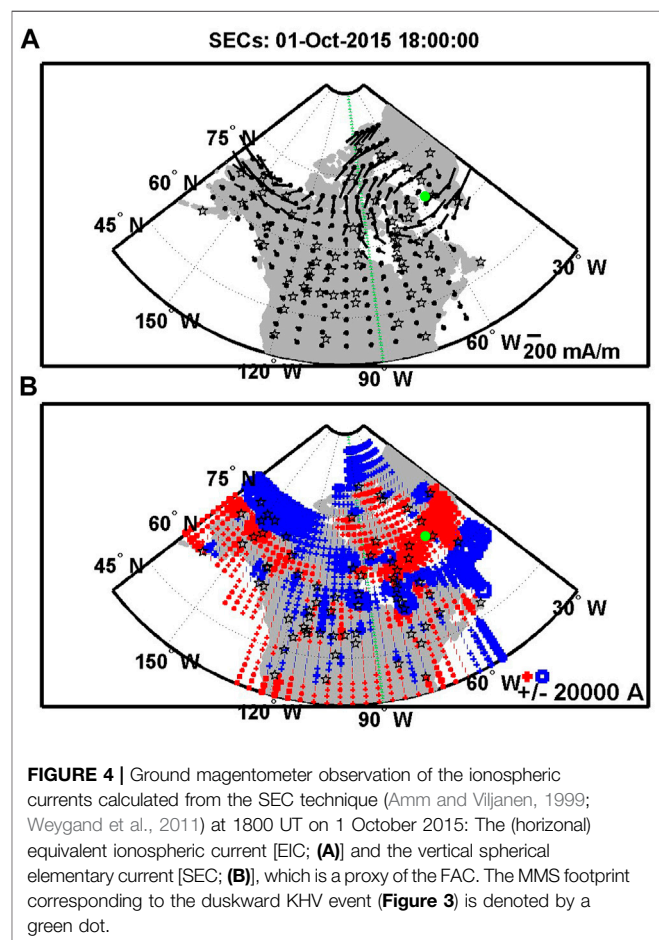 A
SECs: 01-Oct-2015 18:00:00
75° N
60° N
45° N
150° W
120° W
90° W
60° W
30° W
200 mA/m
B
75° N
60° N
45° N
150° W
120° W
90° W
60° W
30° W
+/- 20000 A
FIGURE 4 | Ground magentometer observation of the ionospheric
currents calculated from the SEC technique (Amm and Viljanen, 1999;
Weygand et al., 2011) at 1800 UT on 1 October 2015: The (horizonal)
equivalent ionospheric current [EIC; (A)] and the vertical spherical
elementary current [SEC; (B)], which is a proxy of the FAC. The MMS footprint
corresponding to the duskward KHV event (Figure 3) is denoted by a
green dot.